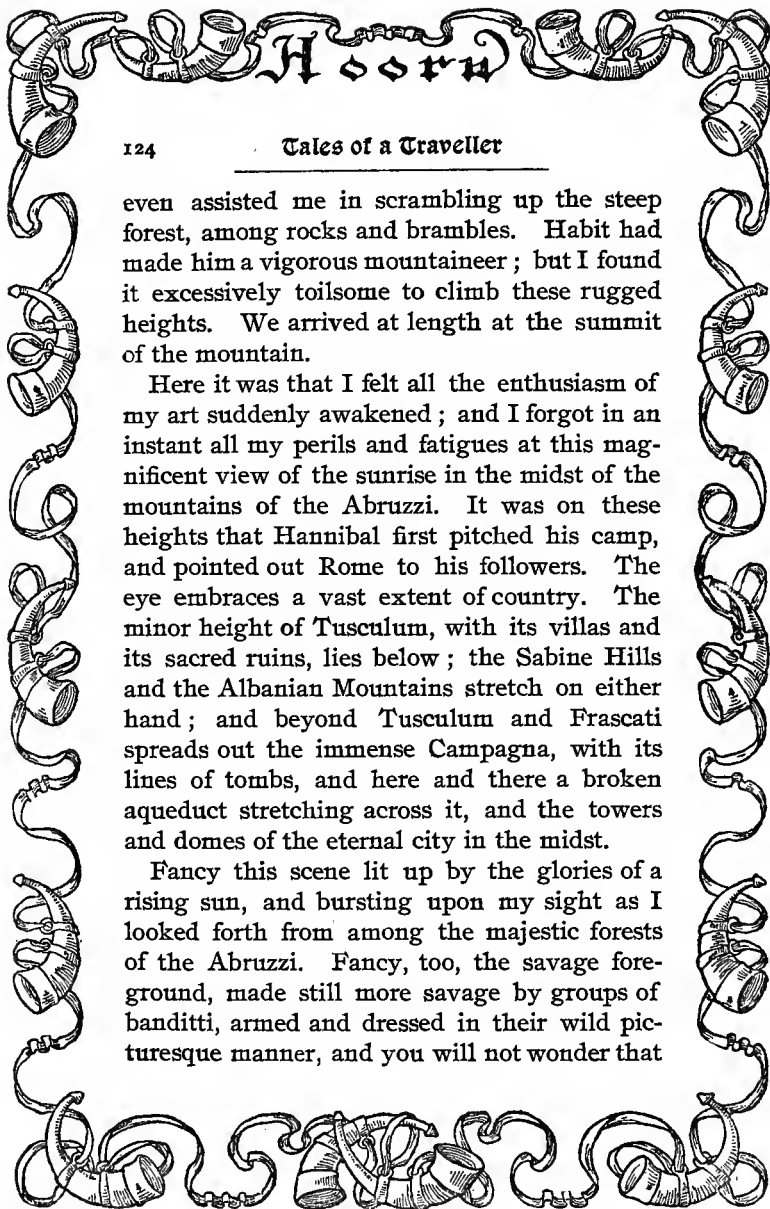 Hoorn
124 Tales of a Traveller
even assisted me in scrambling up the steep
forest, among rocks and brambles. Habit had
made him a vigorous mountaineer ; but I found
it excessively toilsome to climb these rugged
heights. We arrived at length at the summit
of the mountain.
Here it was that I felt all the enthusiasm of
my art suddenly awakened ; and I forgot in an
instant all my perils and fatigues at this mag-
nificent view of the sunrise in the midst of the
mountains of the Abruzzi. It was on these
heights that Hannibal first pitched his camp,
and pointed out Rome to his followers. The
eye embraces a vast extent of country. The
minor height of Tusculum, with its villas and
its sacred ruins, lies below ; the Sabine Hills
and the Albanian Mountains stretch on either
hand ; and beyond Tusculum and Frascati
spreads out the immense Campagna, with its
lines of tombs, and here and there a broken
aqueduct stretching across it, and the towers
and domes of the eternal city in the midst.
Fancy this scene lit up by the glories of a
rising sun, and bursting upon my sight as I
looked forth from among the majestic forests
of the Abruzzi. Fancy, too, the savage fore-
ground, made still more savage by groups of
banditti, armed and dressed in their wild pic-
turesque manner, and you will not wonder that